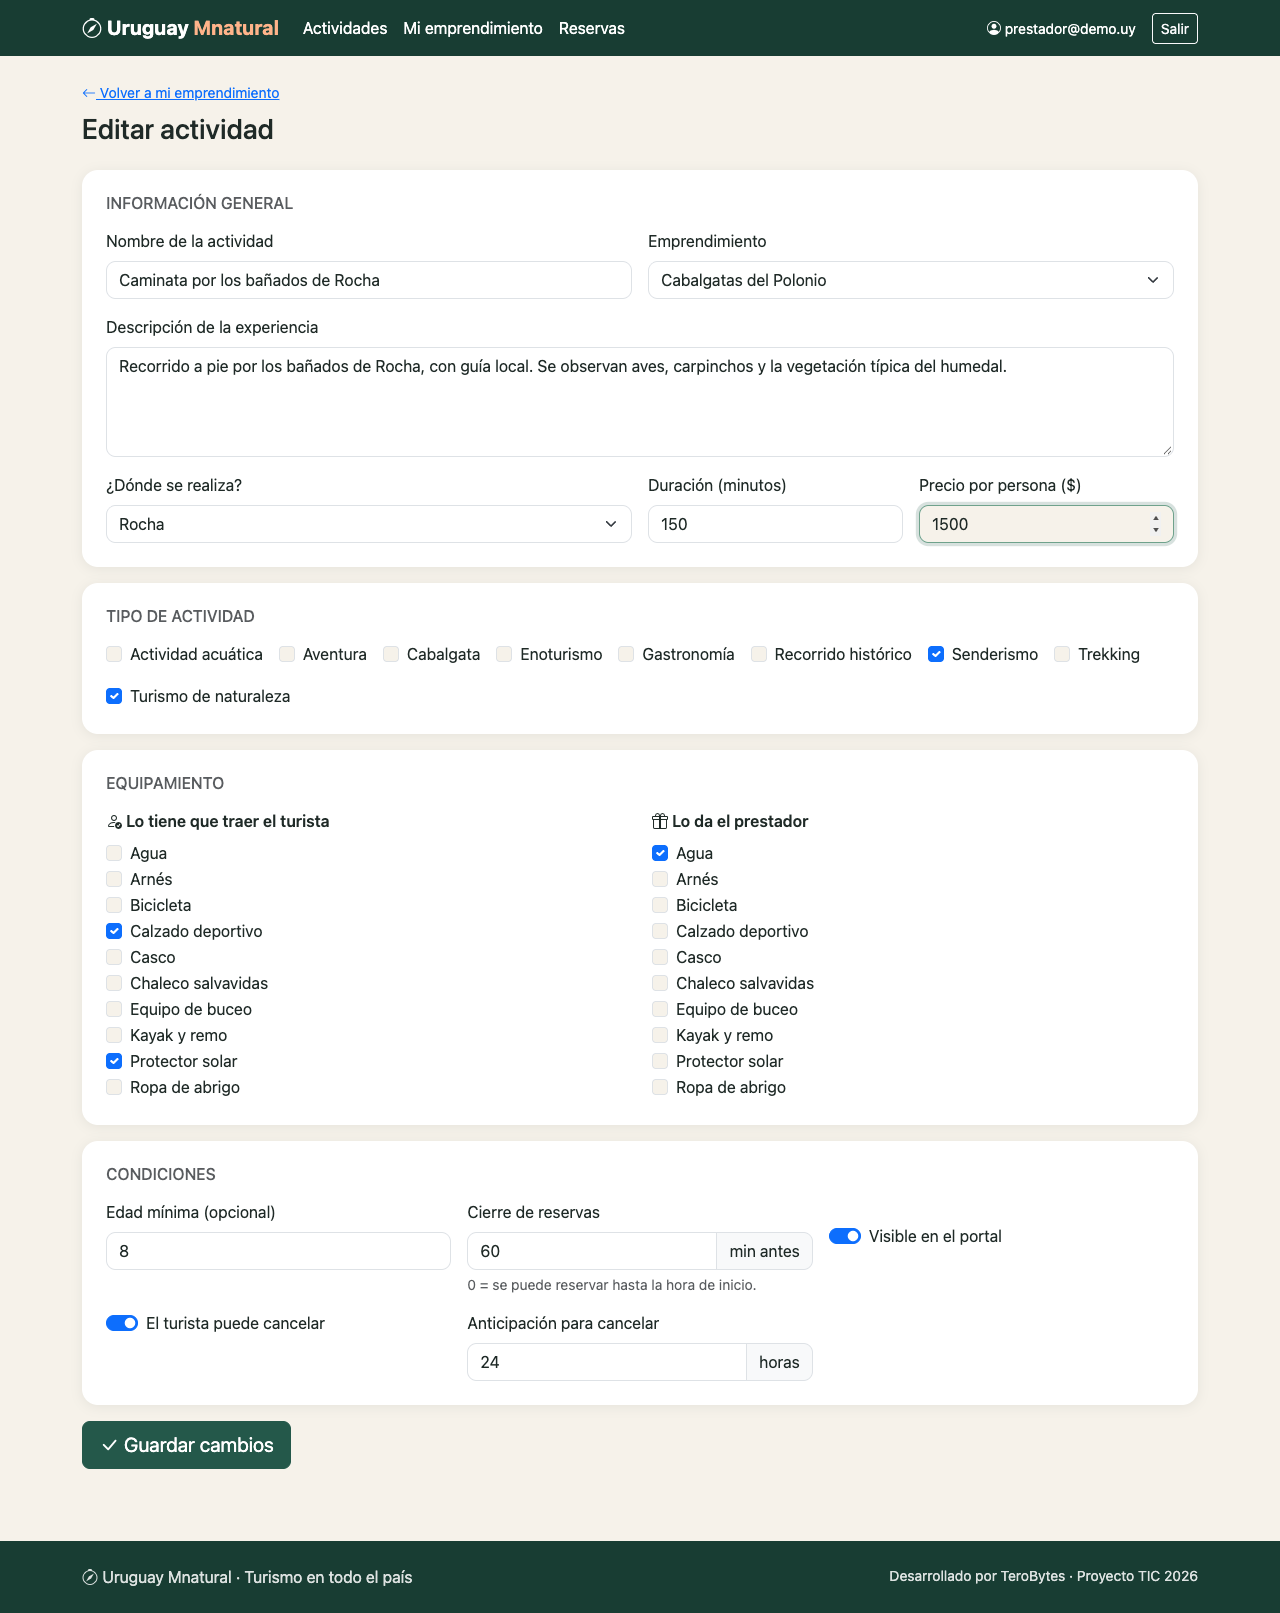 Uruguay Mnatural Actividades Mi emprendimiento Reservas prestador@demo.uy Salir
← Volver a mi emprendimiento
Editar actividad
INFORMACIÓN GENERAL
Nombre de la actividad Emprendimiento
Caminata por los bañados de Rocha Cabalgatas del Polonio
Descripción de la experiencia
Recorrido a pie por los bañados de Rocha, con guía local. Se observan aves, carpinchos y la vegetación típica del humedal.
¿Dónde se realiza? Duración (minutos) Precio por persona ($)
Rocha 150 1500
TIPO DE ACTIVIDAD
Actividad acuática Aventura Cabalgata Enoturismo Gastronomía Recorrido histórico Senderismo Trekking
Turismo de naturaleza
EQUIPAMIENTO
Lo tiene que traer el turista Lo da el prestador
Agua Agua
Arnés Arnés
Bicicleta Bicicleta
Calzado deportivo Calzado deportivo
Casco Casco
Chaleco salvavidas Chaleco salvavidas
Equipo de buceo Equipo de buceo
Kayak y remo Kayak y remo
Protector solar Protector solar
Ropa de abrigo Ropa de abrigo
CONDICIONES
Edad mínima (opcional) Cierre de reservas
8 60 min antes Visible en el portal
0 = se puede reservar hasta la hora de inicio.
El turista puede cancelar Anticipación para cancelar
24 horas
Guardar cambios
Uruguay Mnatural · Turismo en todo el país Desarrollado por TeroBytes · Proyecto TIC 2026